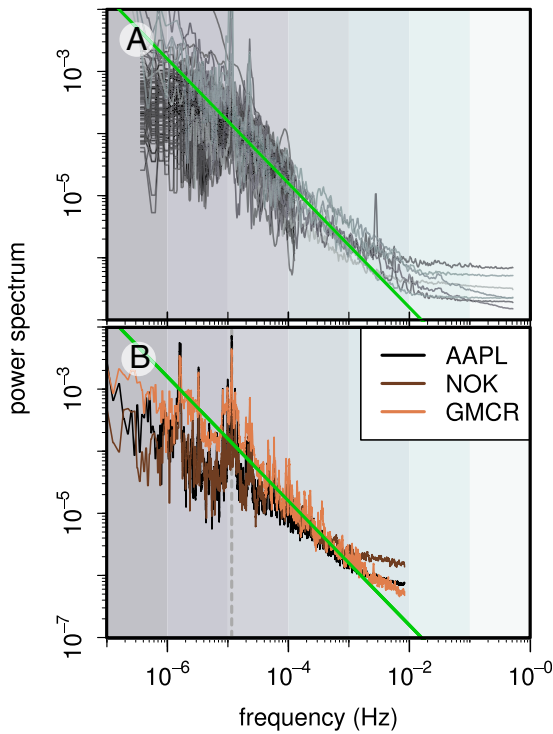 A
10⁻³
10⁻⁵
power spectrum
B
AAPL
NOK
GMCR
10⁻³
10⁻⁵
10⁻⁷
10⁻⁶ 10⁻⁴ 10⁻² 10⁻⁰
frequency (Hz)